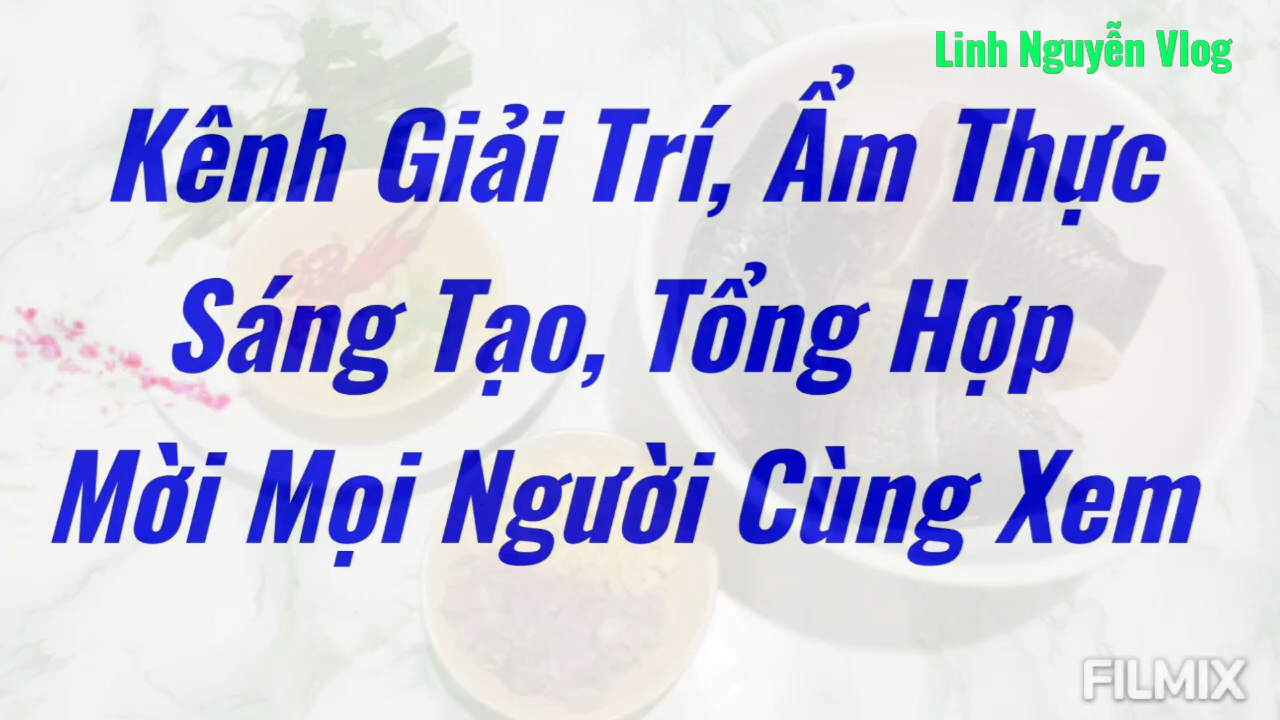 Linh Nguyễn Vlog
Kênh Giải Trí, Ẩm Thực
Sáng Tạo, Tổng Hợp
Mời Mọi Người Cùng Xem
FILMIX